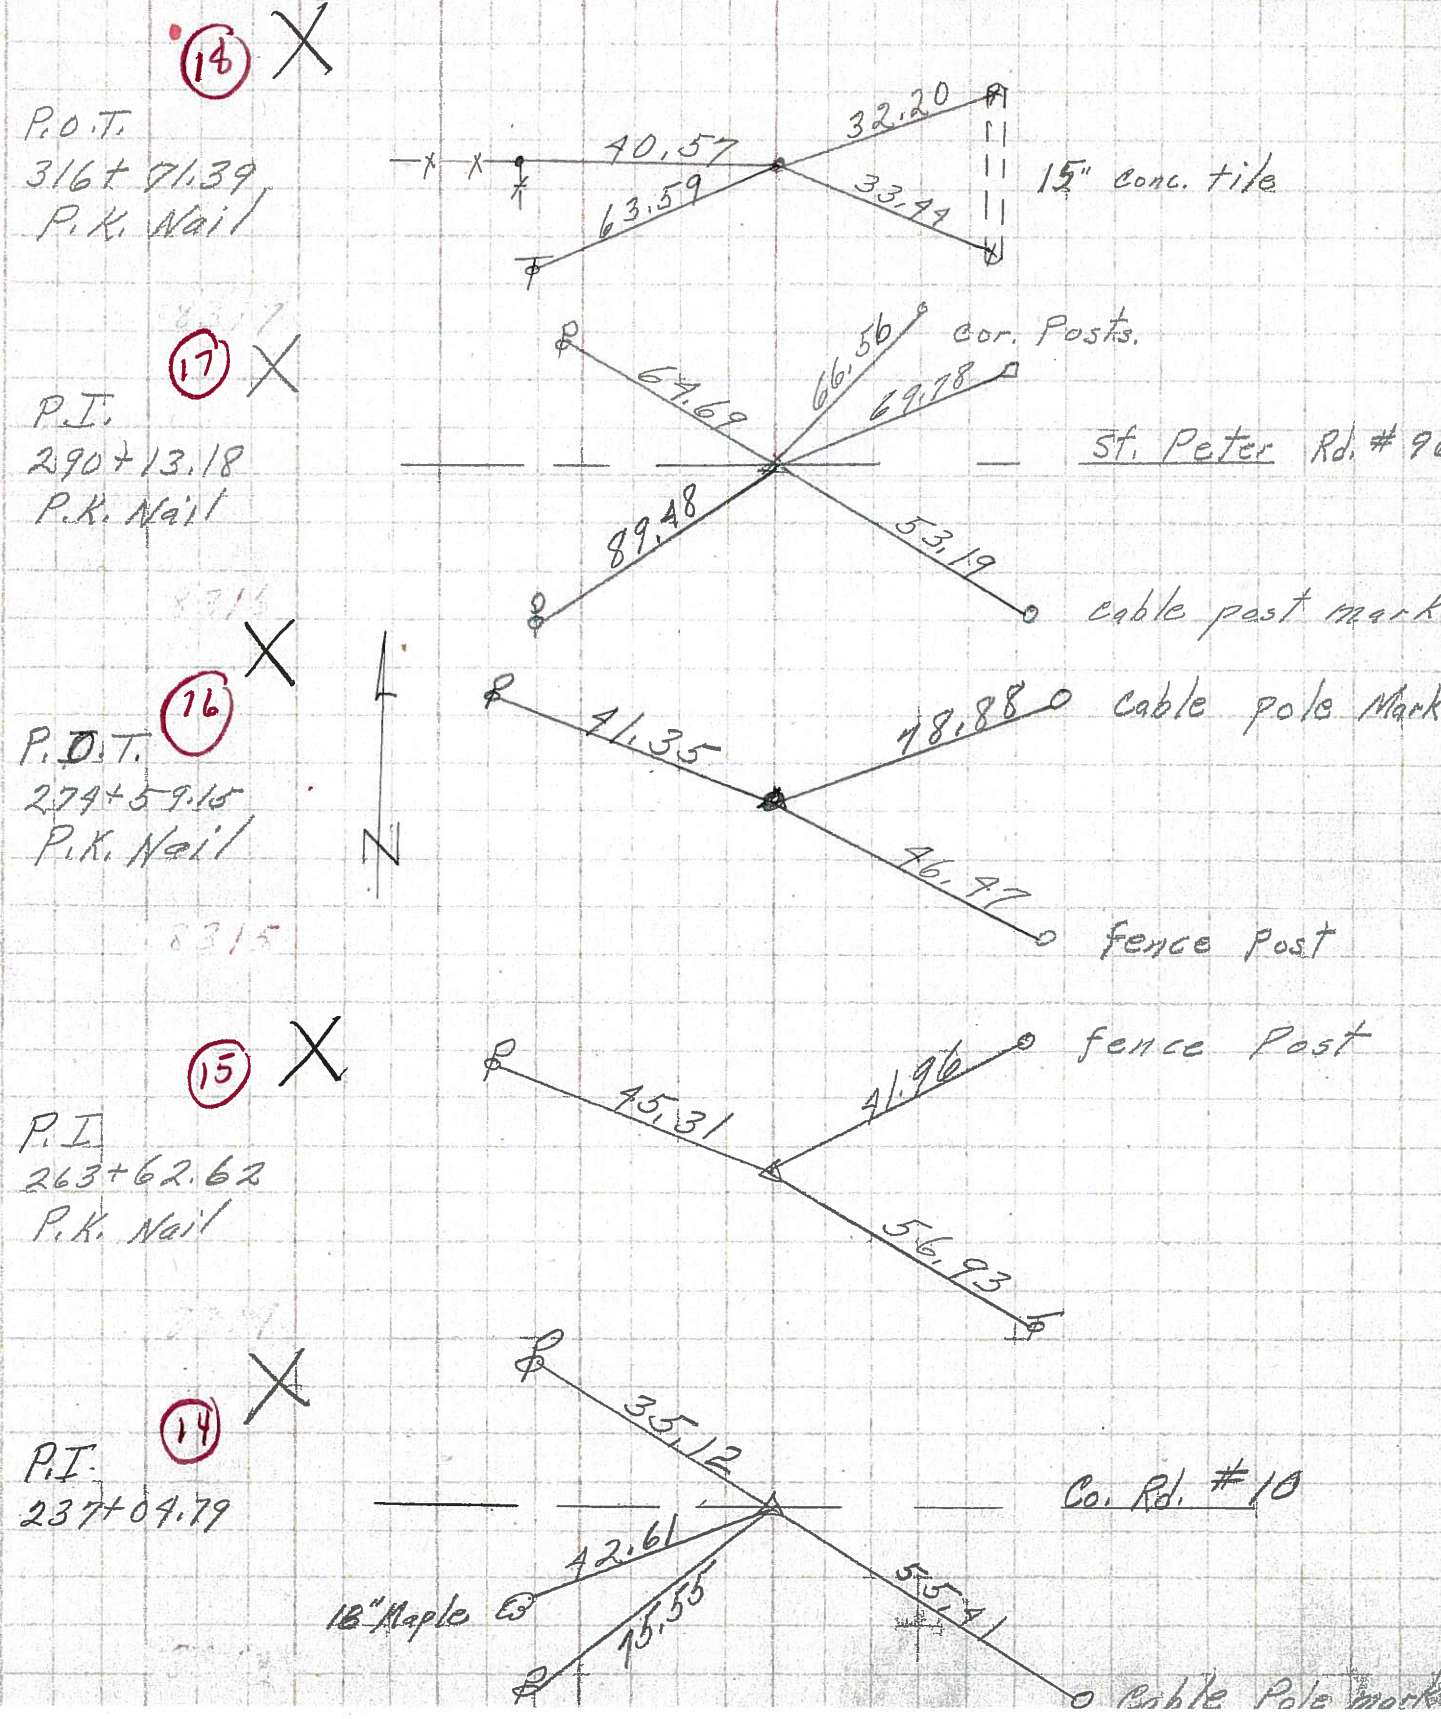 18 X
P.O.T.
316+71.39
P.K. Nail
40.57
32.20
63.59
33.44
15" conc. tile
17 X
P.I.
290+13.18
P.K. Nail
66.56
cor. Posts.
69.78
St. Peter Rd. #
89.48
53.19
cable post mark
X
16
P.O.T.
274+59.15
P.K. Nail
N
41.35
48.88
Cable pole Mark
46.47
fence Post
8315
15 X
P.I.
263+62.62
P.K. Nail
45.31
41.96
fence Post
56.93
X
14
P.I.
237+04.79
35.12
Co. Rd. #10
42.61
18" Maple
55.41
Cable Pole mark